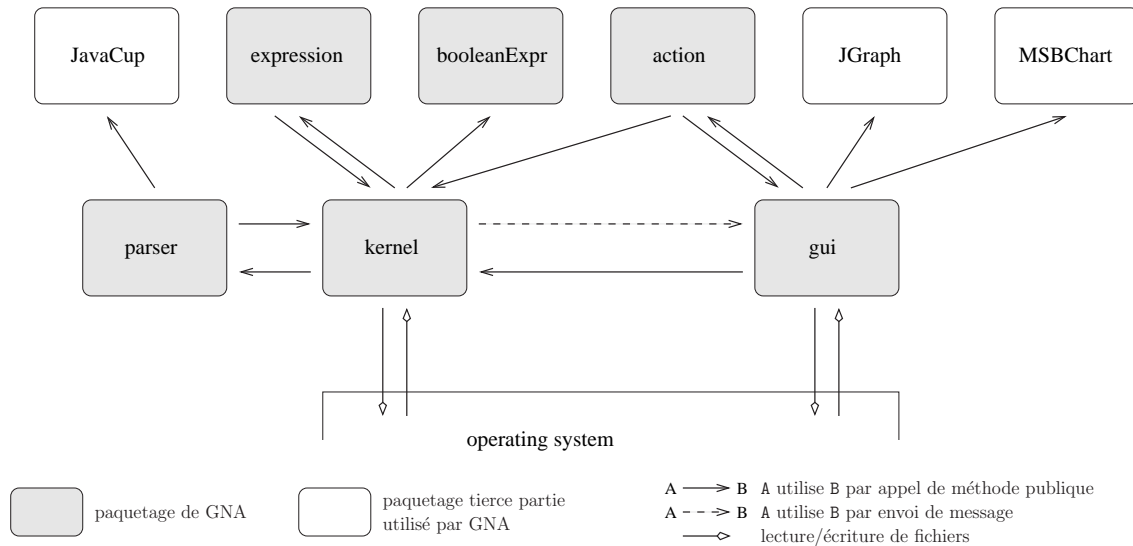 JavaCup
expression
booleanExpr
action
JGraph
MSBChart
parser
kernel
gui
operating system
paquetage de GNA
paquetage tierce partie
utilisé par GNA
A B A utilise B par appel de méthode publique
A B A utilise B par envoi de message
lecture/écriture de fichiers